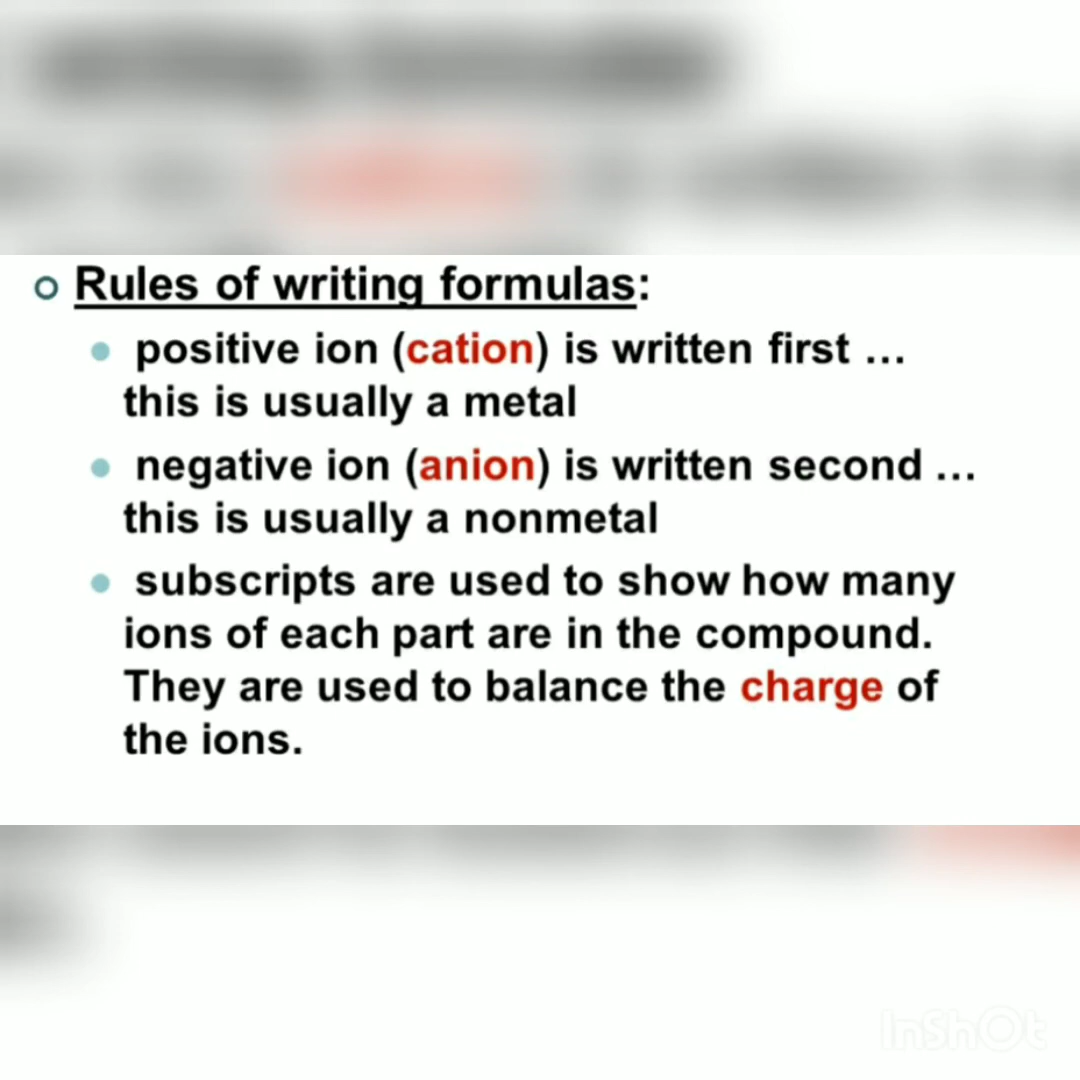 Rules of writing formulas:
positive ion (cation) is written first ...
this is usually a metal
negative ion (anion) is written second ...
this is usually a nonmetal
subscripts are used to show how many
ions of each part are in the compound.
They are used to balance the charge of
the ions.
InShOt